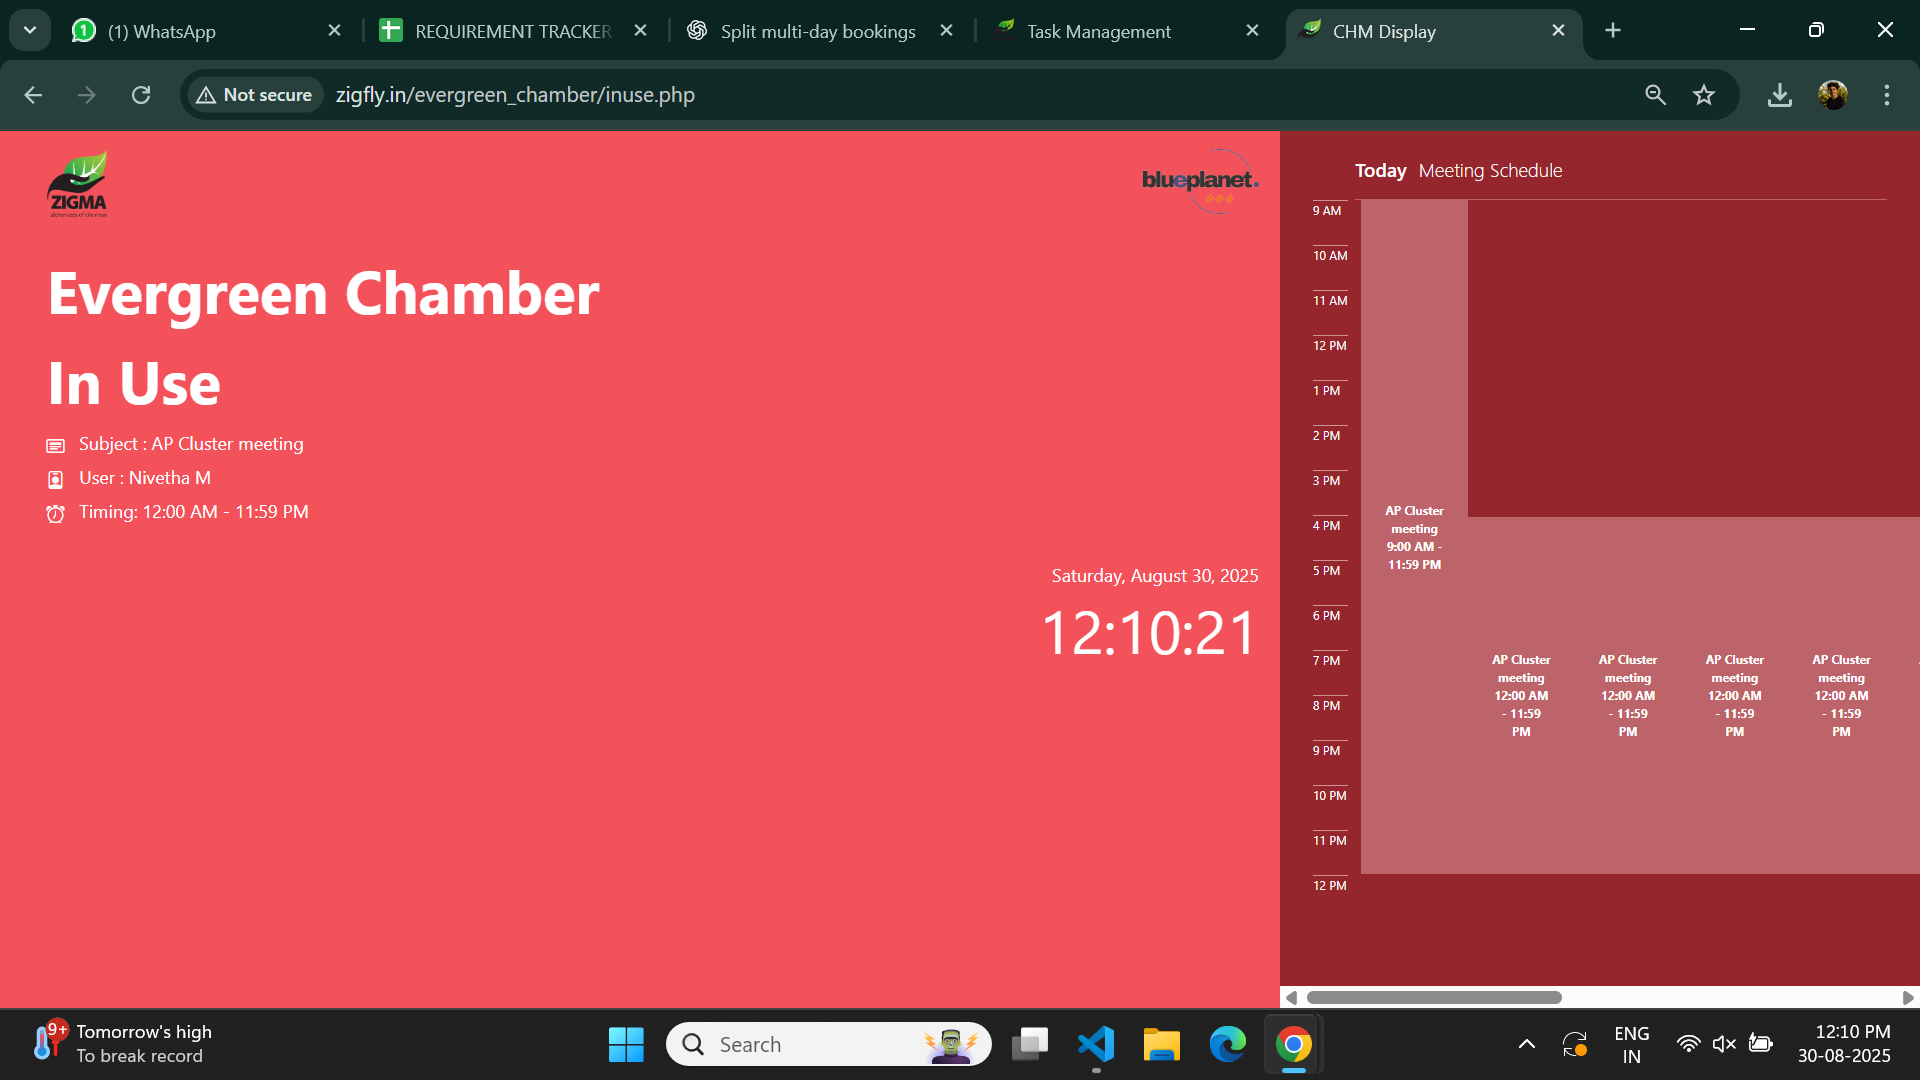 (1) WhatsApp
REQUIREMENT TRACKER
Split multi-day bookings
Task Management
CHM Display
Not secure
zigfly.in/evergreen_chamber/inuse.php
ZIGMA
blueplanet.
Evergreen Chamber
In Use
Subject : AP Cluster meeting
User : Nivetha M
Timing: 12:00 AM - 11:59 PM
Saturday, August 30, 2025
12:10:21
Today Meeting Schedule
9 AM
10 AM
11 AM
12 PM
1 PM
2 PM
3 PM
4 PM
5 PM
6 PM
7 PM
8 PM
9 PM
10 PM
11 PM
12 PM
AP Cluster
meeting
9:00 AM -
11:59 PM
AP Cluster
meeting
12:00 AM
- 11:59
PM
AP Cluster
meeting
12:00 AM
- 11:59
PM
AP Cluster
meeting
12:00 AM
- 11:59
PM
AP Cluster
meeting
12:00 AM
- 11:59
PM
9+
Tomorrow's high
To break record
Search
ENG
IN
12:10 PM
30-08-2025